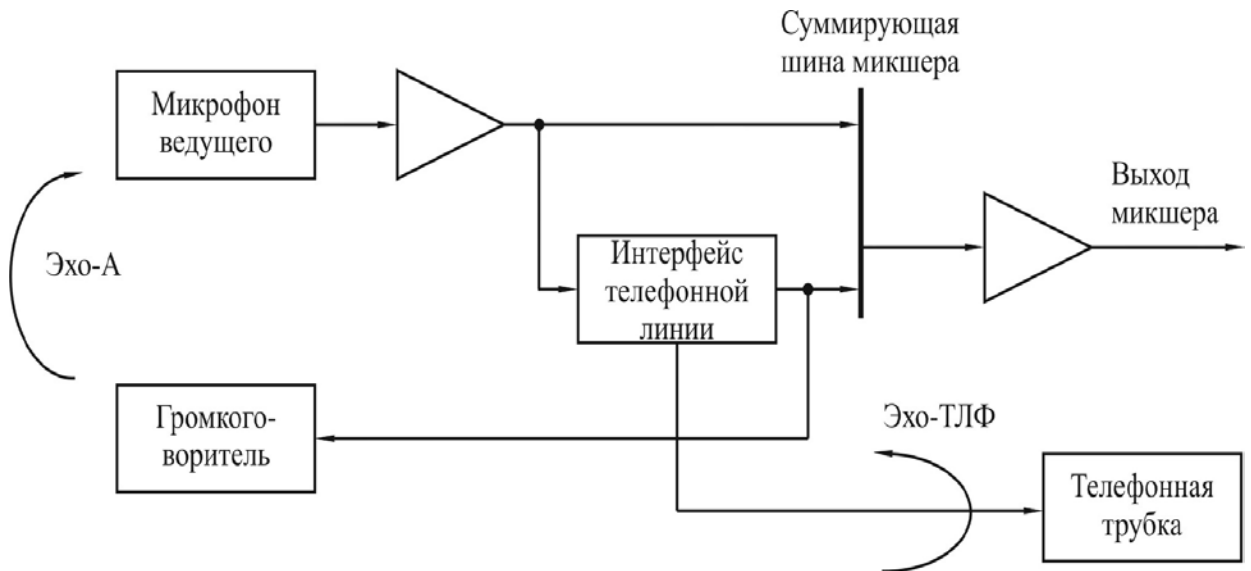 Суммирующая
шина микшера
Микрофон
ведущего
Выход
микшера
Эхо-А
Интерфейс
телефонной
линии
Громкого-
воритель
Эхо-ТЛФ
Телефонная
трубка